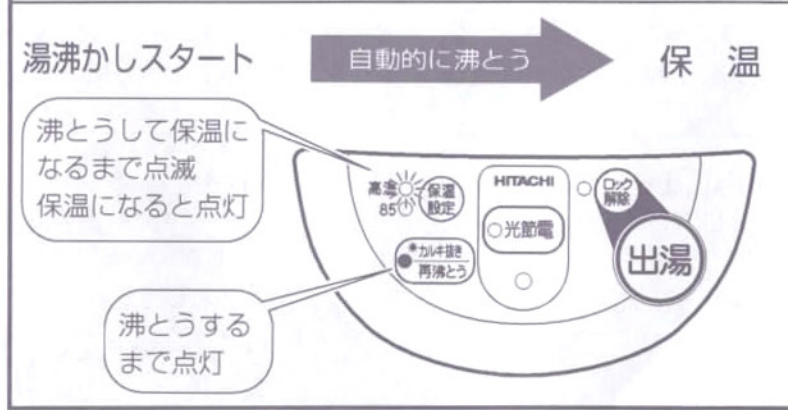 湯沸かしスタート
自動的に沸とう
保 温
沸とうして保温に
なるまで点滅
保温になると点灯
高温
85
保温
設定
HITACHI
光節電
ロック
解除
出湯
カルキ抜き
再沸とう
沸とうする
まで点灯